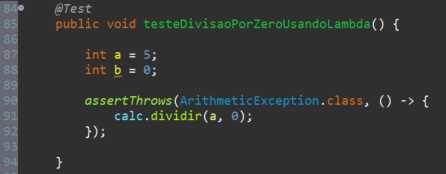 84 @Test
85 public void testeDivisaoPorZeroUsandoLambda() {
86
87 int a = 5;
88 int b = 0;
89
90 assertThrows(ArithmeticException.class, () -> {
91 calc.dividir(a, 0);
92 });
93
94 }